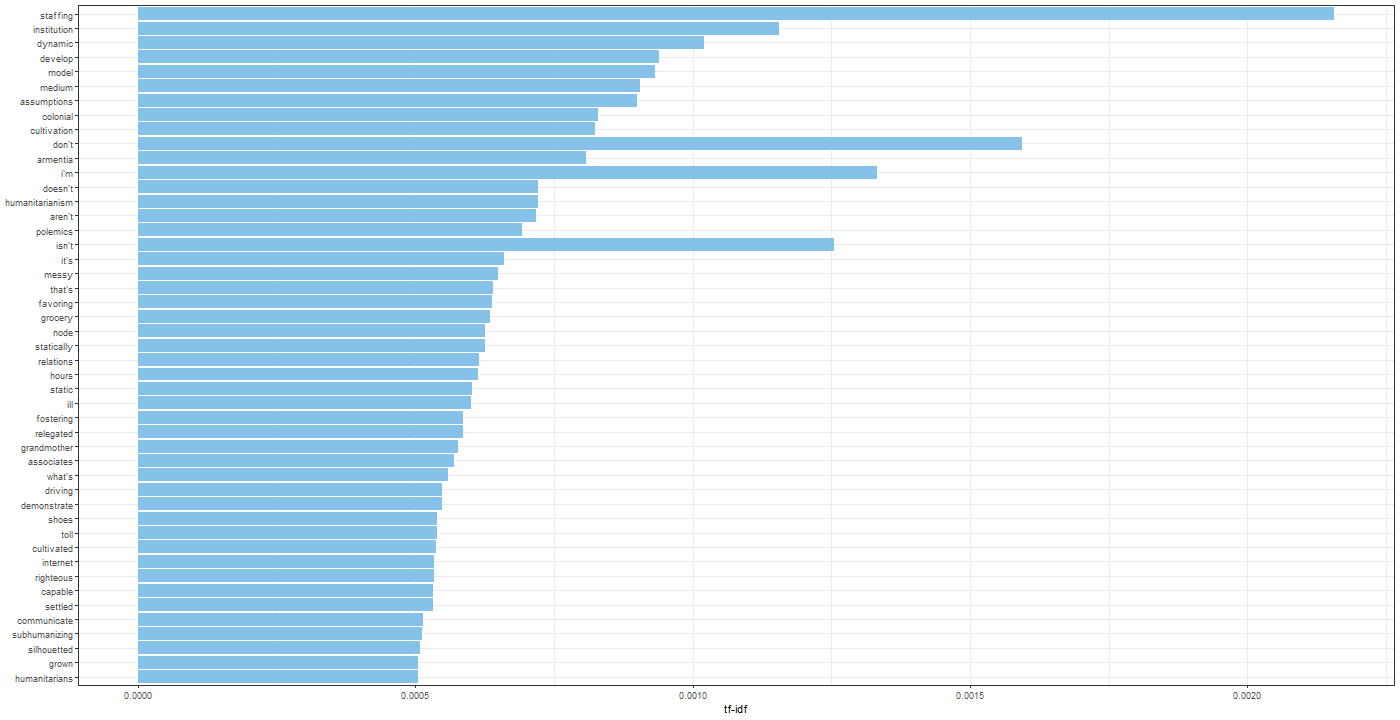 staffing
institution
dynamic
develop
model
medium
assumptions
colonial
cultivation
don't
armentia
i'm
doesn't
humanitarianism
aren't
polemics
isn't
it's
messy
that's
favoring
grocery
node
statically
relations
hours
static
ill
fostering
relegated
grandmother
associates
what's
driving
demonstrate
shoes
toll
cultivated
internet
righteous
capable
settled
communicate
subhumanizing
silhouetted
grown
humanitarians
0.0000 0.0005 0.0010 0.0015 0.0020
tf-idf